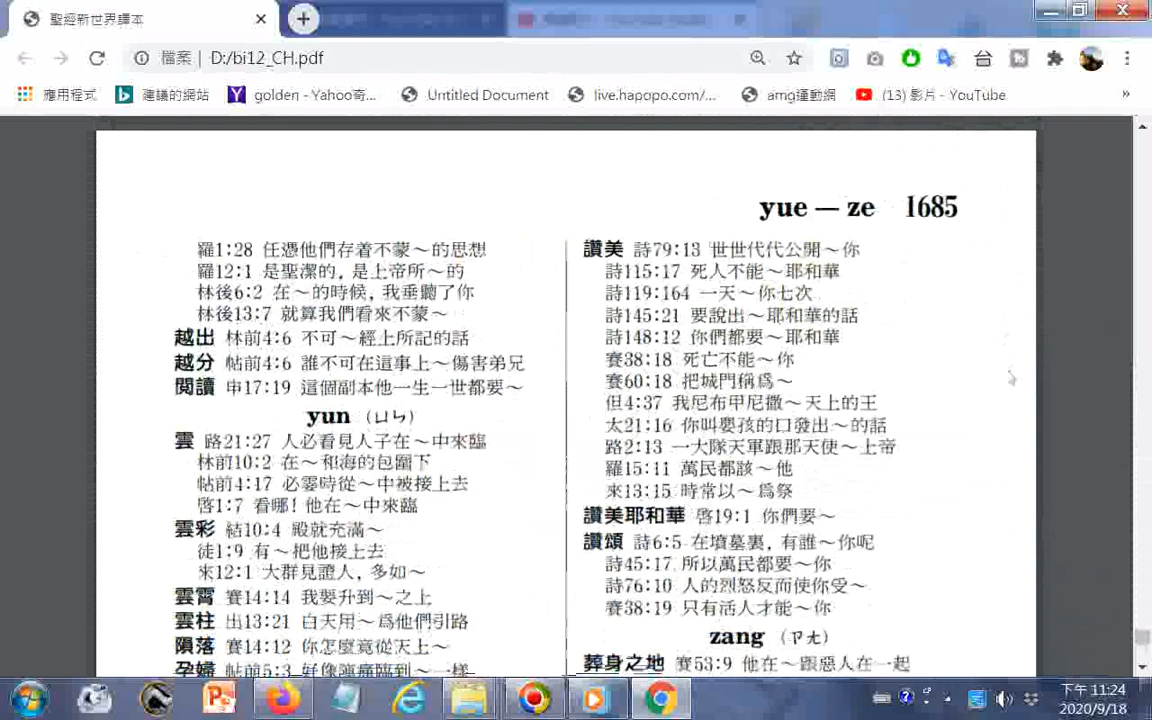 聖經新世界譯本
檔案 | D:/bi12_CH.pdf
應用程式
建議的網站
golden - Yahoo奇...
Untitled Document
live.hapopo.com/...
amg運動網
(13) 影片 - YouTube
»
yue — ze 1685
羅1:28 任憑他們存着不蒙～的思想
羅12:1 是聖潔的, 是上帝所～的
林後6:2 在～的時候, 我垂聽了你
林後13:7 就算我們看來不蒙～
越出 林前4:6 不可～經上所記的話
越分 帖前4:6 誰不可在這事上～傷害弟兄
閱讀 申17:19 這個副本他一生一世都要～
yun (ㄩㄣ)
雲 路21:27 人必看見人子在～中來臨
林前10:2 在～和海的包圍下
帖前4:17 必霎時從～中被接上去
啓1:7 看哪! 他在～中來臨
雲彩 結10:4 殿就充滿～
徒1:9 有～把他接上去
來12:1 大群見證人, 多如～
雲霄 賽14:14 我要升到～之上
雲柱 出13:21 白天用～爲他們引路
隕落 賽14:12 你怎麼竟從天上～
孕婦 帖前5:3 好像陣痛臨到～一樣
讚美 詩79:13 世世代代公開～你
詩115:17 死人不能～耶和華
詩119:164 一天～你七次
詩145:21 要說出～耶和華的話
詩148:12 你們都要～耶和華
賽38:18 死亡不能～你
賽60:18 把城門稱爲～
但4:37 我尼布甲尼撒～天上的王
太21:16 你叫嬰孩的口發出～的話
路2:13 一大隊天軍跟那天使～上帝
羅15:11 萬民都該～他
來13:15 時常以～爲祭
讚美耶和華 啓19:1 你們要～
讚頌 詩6:5 在墳墓裏, 有誰～你呢
詩45:17 所以萬民都要～你
詩76:10 人的烈怒反而使你受～
賽38:19 只有活人才能～你
zang (ㄗㄤ)
葬身之地 賽53:9 他在～跟惡人在一起
下午 11:24
2020/9/18